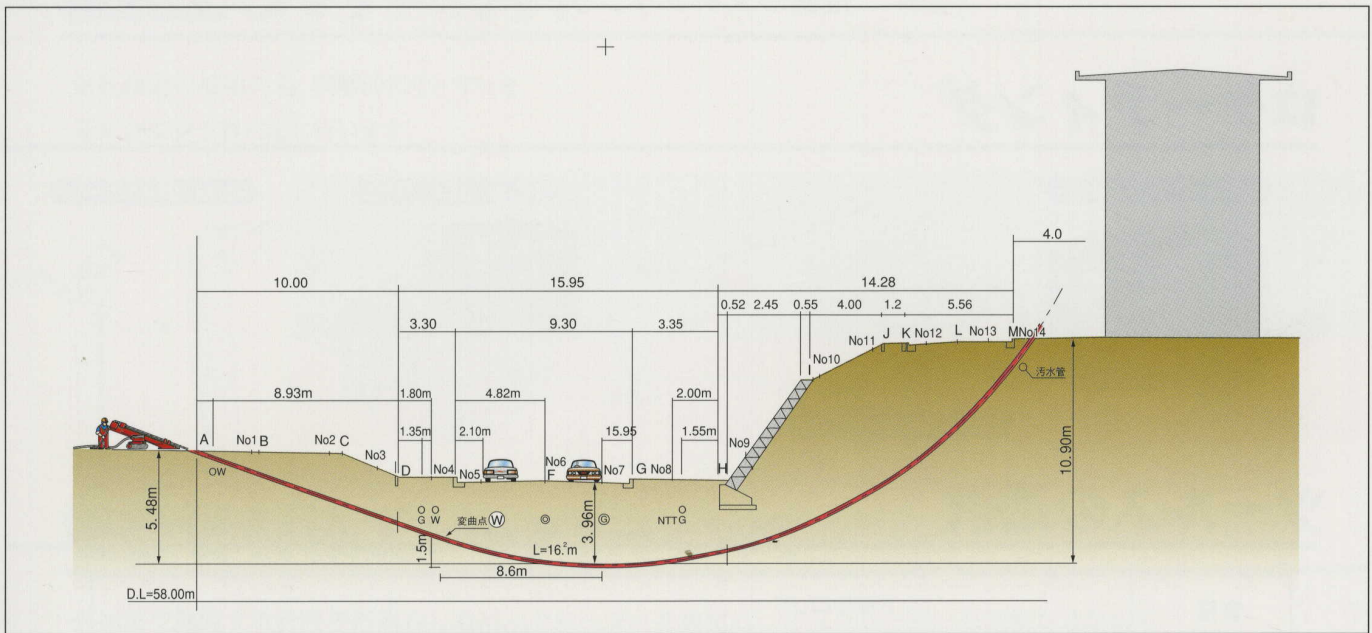 4.0
10.00 15.95 14.28
0.52 2.45 0.55 4.00 1.2 5.56
3.30 9.30 3.35
J K No12 L No13 M No14
No11
I No10
8.93m 1.80m 4.82m 2.00m
汚水管
1.35m 2.10m 15.95 1.55m
A No1 B No2 C No3 D No4 No5 No6 F No7 G No8 H No9
OW
5.48m
10.90m
3.96m
O O O
G W 変曲点 W G NTT G
1.5m
L=16.2m
8.6m
D.L=58.00m